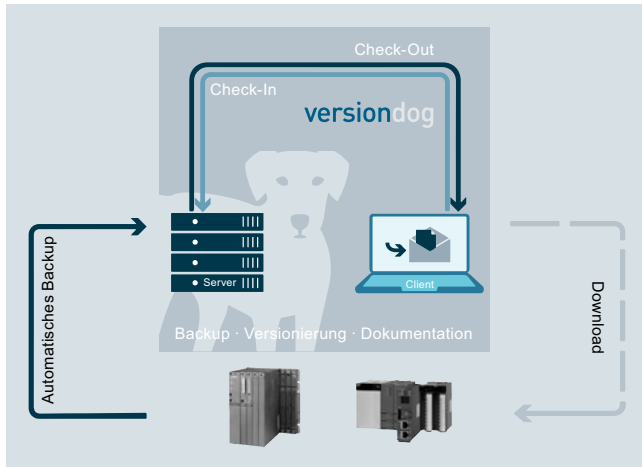 Check-Out
Check-In
versiondog
Server
Client
Backup · Versionierung · Dokumentation
Automatisches Backup
Download